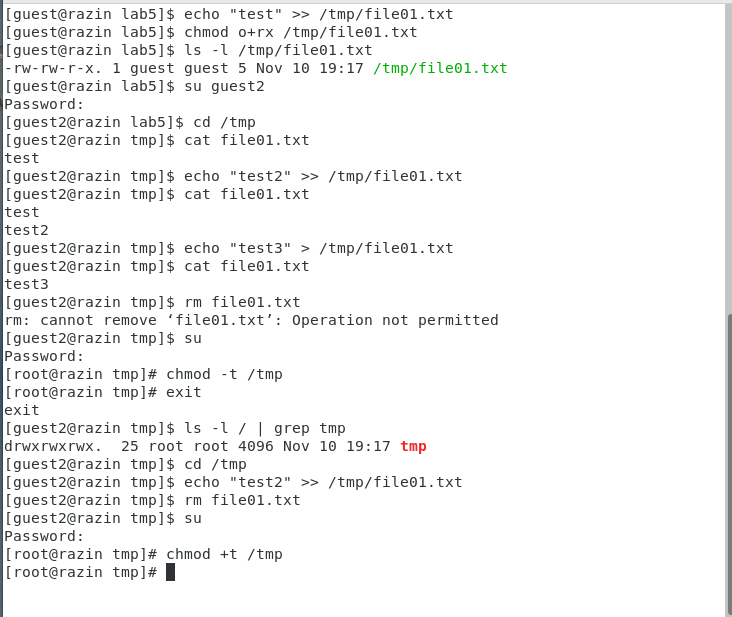 [guest@razin lab5]$ echo "test" >> /tmp/file01.txt
[guest@razin lab5]$ chmod o+rx /tmp/file01.txt
[guest@razin lab5]$ ls -l /tmp/file01.txt
-rw-rw-r-x. 1 guest guest 5 Nov 10 19:17 /tmp/file01.txt
[guest@razin lab5]$ su guest2
Password:
[guest2@razin lab5]$ cd /tmp
[guest2@razin tmp]$ cat file01.txt
test
[guest2@razin tmp]$ echo "test2" >> /tmp/file01.txt
[guest2@razin tmp]$ cat file01.txt
test
test2
[guest2@razin tmp]$ echo "test3" > /tmp/file01.txt
[guest2@razin tmp]$ cat file01.txt
test3
[guest2@razin tmp]$ rm file01.txt
rm: cannot remove ‘file01.txt’: Operation not permitted
[guest2@razin tmp]$ su
Password:
[root@razin tmp]# chmod -t /tmp
[root@razin tmp]# exit
exit
[guest2@razin tmp]$ ls -l / | grep tmp
drwxrwxrwx.  25 root root 4096 Nov 10 19:17 tmp
[guest2@razin tmp]$ cd /tmp
[guest2@razin tmp]$ echo "test2" >> /tmp/file01.txt
[guest2@razin tmp]$ rm file01.txt
[guest2@razin tmp]$ su
Password:
[root@razin tmp]# chmod +t /tmp
[root@razin tmp]#